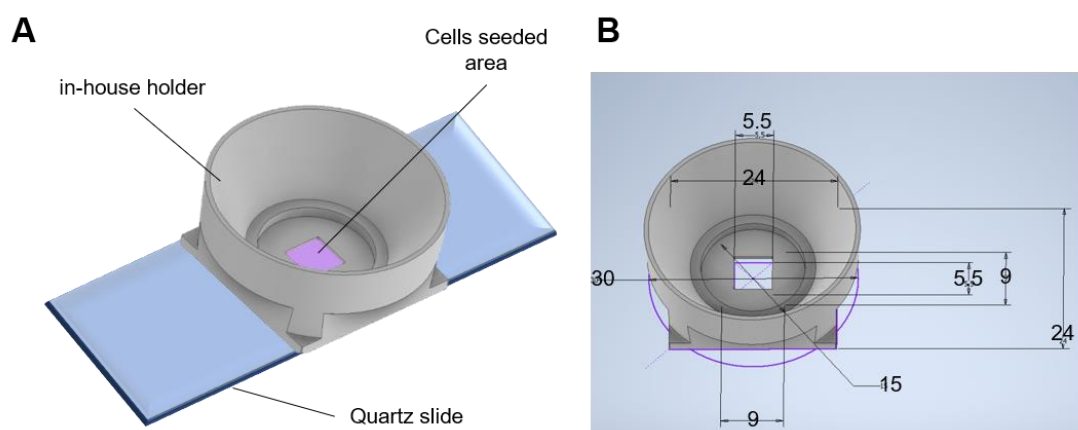 A
Cells seeded
area
in-house holder
Quartz slide
B
5.5
24
30
5.5
9
24
15
9